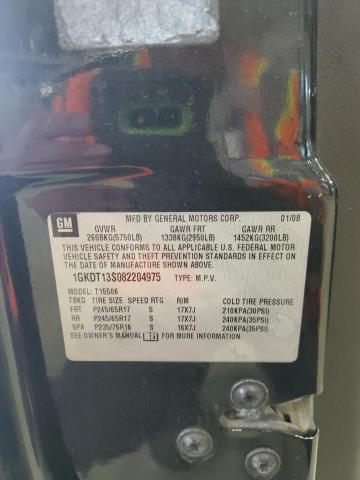 GM
MFD BY GENERAL MOTORS CORP. 01/08
GVWR GAWR FRT GAWR RR
2608KG(5750LB) 1338KG(2950LB) 1452KG(3200LB)
THIS VEHICLE CONFORMS TO ALL APPLICABLE U.S. FEDERAL MOTOR
VEHICLE SAFETY, BUMPER, AND THEFT PREVENTION STANDARDS IN
EFFECT ON THE DATE OF MANUFACTURE SHOWN ABOVE.
1GKDT13S082204975 TYPE: M.P.V.
MODEL: T15506
TBKD TIRE SIZE SPEED RTG RIM COLD TIRE PRESSURE
FRT P245/65R17 S 17X7J 210KPA(30PSI)
RR P245/65R17 S 17X7J 240KPA(35PSI)
SPA P235/75R16 S 16X7J 240KPA(35PSI)
SEE OWNER'S MANUAL FOR MORE INFORMATION.